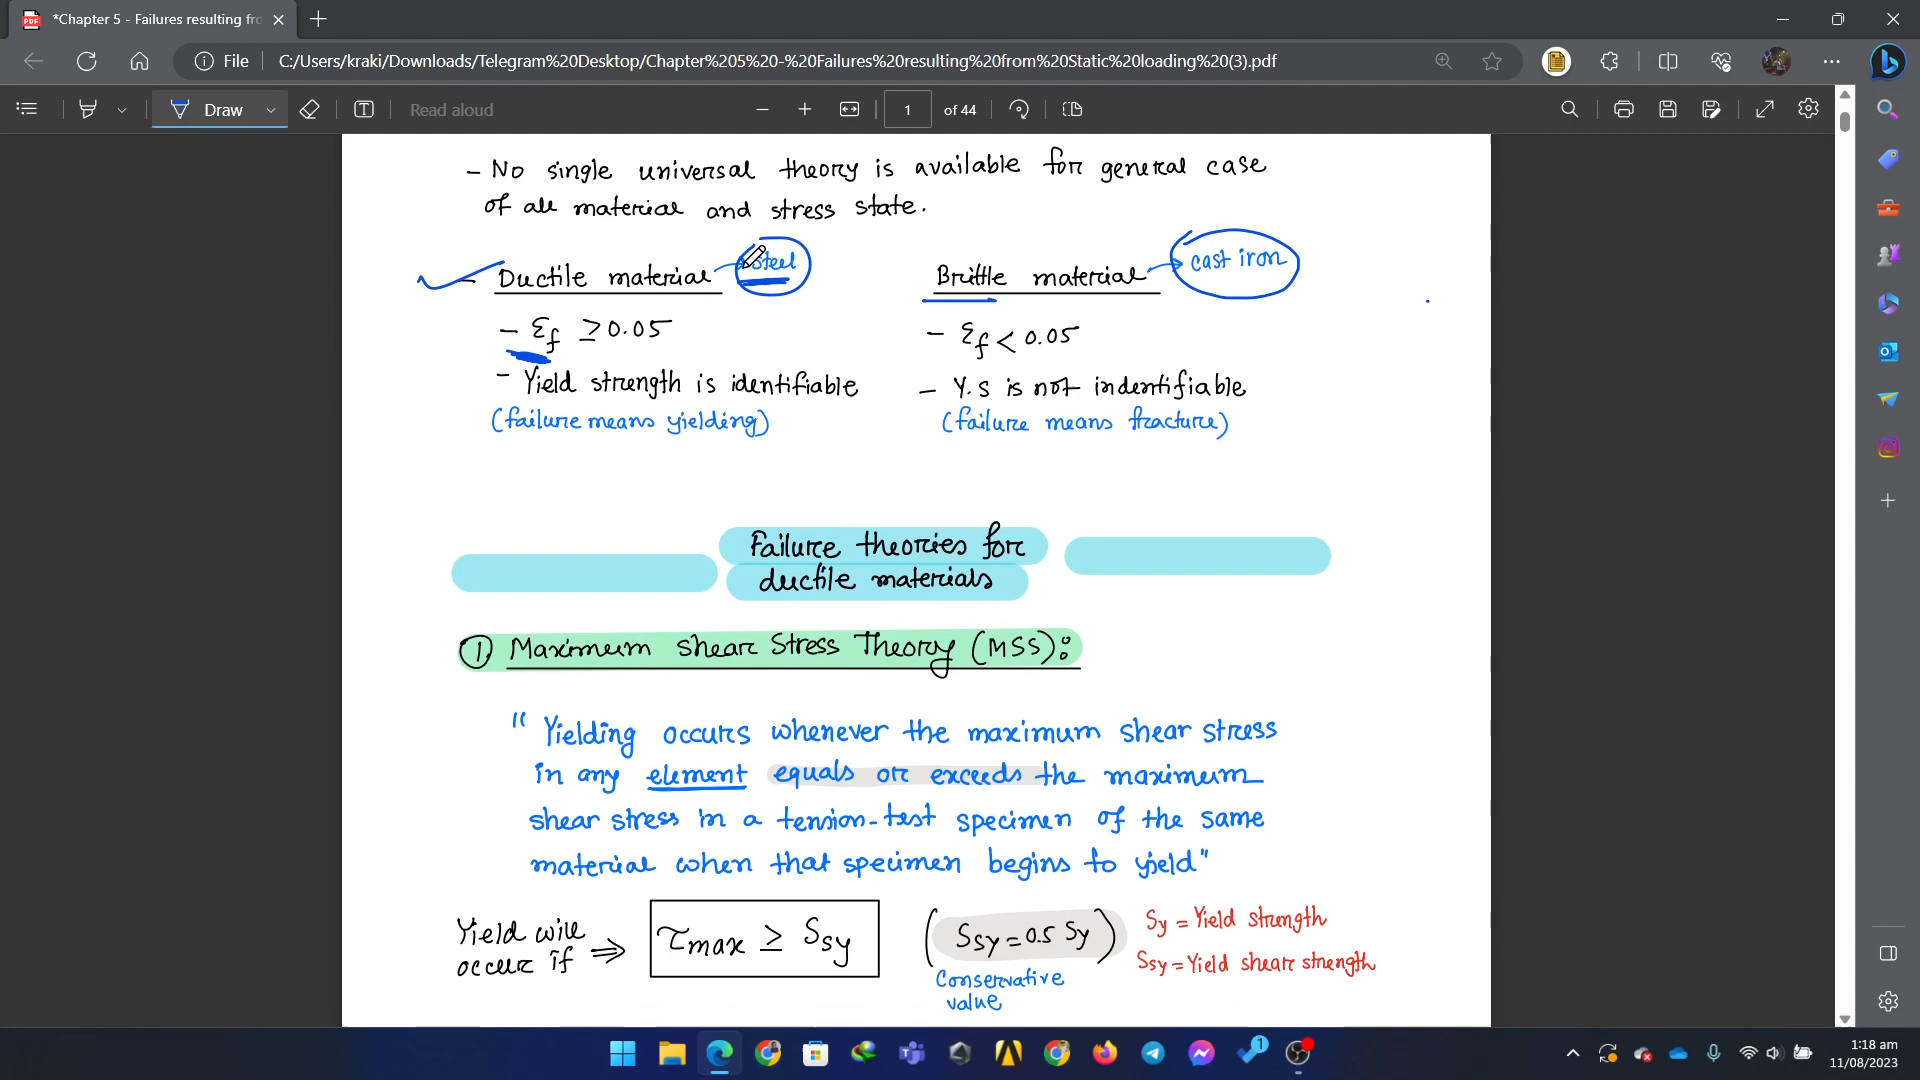 *Chapter 5 - Failures resulting fro
File
C:/Users/kraki/Downloads/Telegram%20Desktop/Chapter%205%20-%20Failures%20resulting%20from%20Static%20loading%20(3).pdf
Draw
Read aloud
1
of 44
- No single universal theory is available for general case
of all material and stress state.
- Ductile material → steel
Brittle material → cast iron
- Ɛf ≥ 0.05
- Ɛf < 0.05
- Yield strength is identifiable
- Y.S is not indentifiable
(failure means yielding)
(failure means fracture)
Failure theories for
ductile materials
① Maximum shear Stress Theory (MSS):
" Yielding occurs whenever the maximum shear stress
in any element equals or exceeds the maximum
shear stress in a tension-test specimen of the same
material when that specimen begins to yield"
Yield will
occur if ⇒
τmax ≥ Ssy
(Ssy = 0.5 Sy)
Conservative
value
Sy = Yield strength
Ssy = Yield shear strength
1
1:18 am
11/08/2023